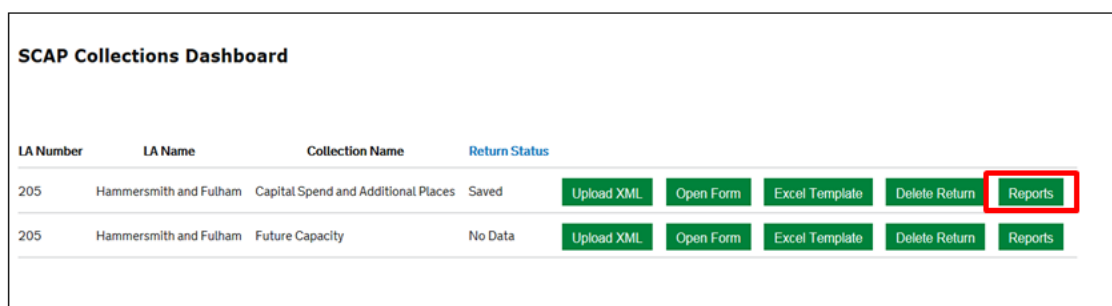 SCAP Collections Dashboard
LA Number LA Name Collection Name Return Status
205 Hammersmith and Fulham Capital Spend and Additional Places Saved Upload XML Open Form Excel Template Delete Return Reports
205 Hammersmith and Fulham Future Capacity No Data Upload XML Open Form Excel Template Delete Return Reports